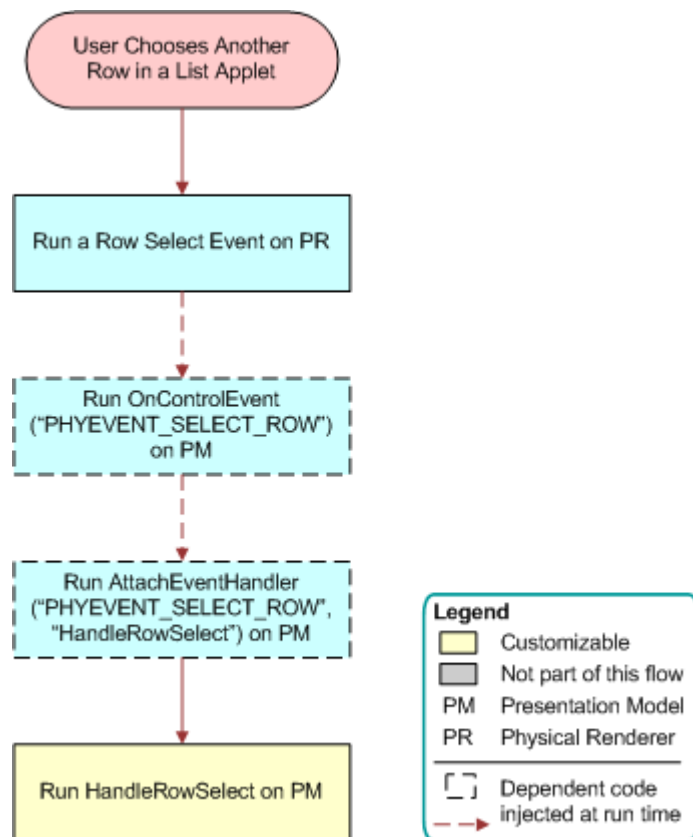 User Chooses Another
Row in a List Applet
Run a Row Select Event on PR
Run OnControlEvent
(“PHYEVENT_SELECT_ROW”)
on PM
Run AttachEventHandler
(“PHYEVENT_SELECT_ROW”,
“HandleRowSelect”) on PM
Run HandleRowSelect on PM
Legend
Customizable
Not part of this flow
PM Presentation Model
PR Physical Renderer
Dependent code
injected at run time